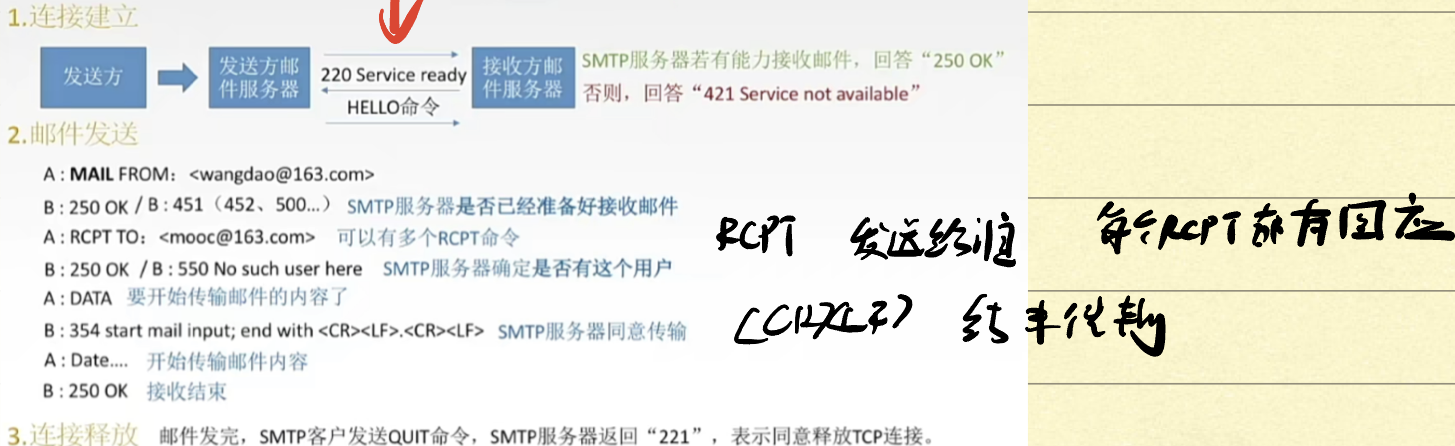 1.连接建立
发送方
发送方邮件服务器
220 Service ready
HELLO命令
接收方邮件服务器
SMTP服务器若有能力接收邮件，回答“250 OK”
否则，回答“421 Service not available”
2.邮件发送
A : MAIL FROM：<wangdao@163.com>
B : 250 OK / B : 451（452、500...） SMTP服务器是否已经准备好接收邮件
A : RCPT TO：<mooc@163.com> 可以有多个RCPT命令
B : 250 OK / B : 550 No such user here SMTP服务器确定是否有这个用户
A : DATA 要开始传输邮件的内容了
B : 354 start mail input; end with <CR><LF>.<CR><LF> SMTP服务器同意传输
A : Date.... 开始传输邮件内容
B : 250 OK 接收结束
RCPT 发送给谁 每个RCPT都有回应
<CR><LF> 结束传输
3.连接释放 邮件发完，SMTP客户发送QUIT命令，SMTP服务器返回“221”，表示同意释放TCP连接。